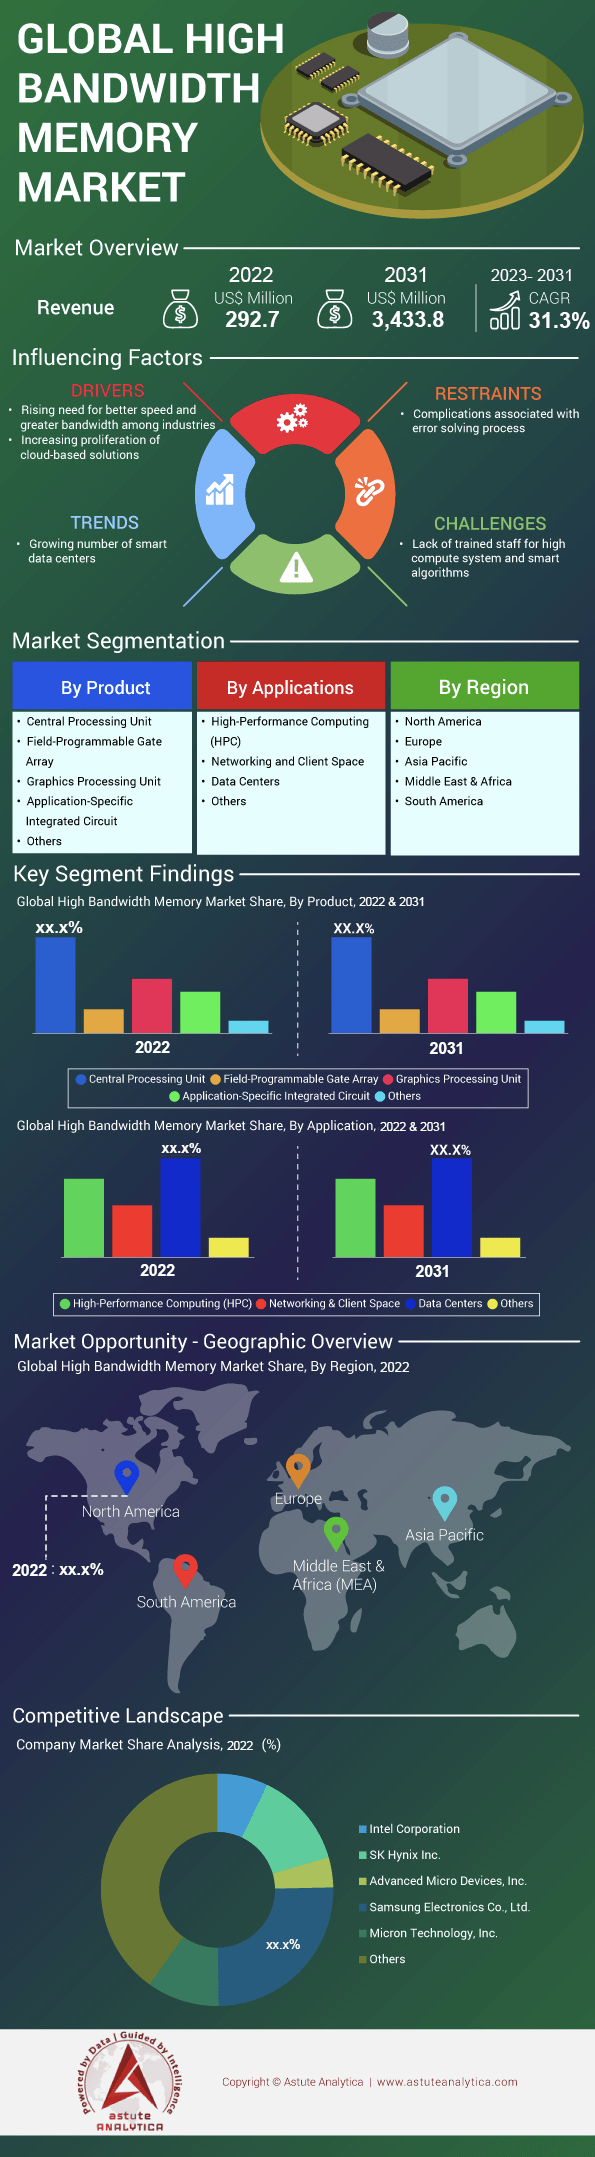 GLOBAL HIGH
BANDWIDTH
MEMORY
MARKET
Market Overview
Revenue
2022
US$ Million
292.7
2031
US$ Million
3,433.8
2023- 2031
CAGR
31.3%
Influencing Factors
DRIVERS
• Rising need for better speed and
greater bandwidth among industries
• Increasing proliferation of
cloud-based solutions
RESTRAINTS
• Complications associated with
error solving process
TRENDS
• Growing number of smart
data centers
CHALLENGES
• Lack of trained staff for high
compute system and smart
algorithms
Market Segmentation
By Product
• Central Processing Unit
• Field-Programmable Gate
Array
• Graphics Processing Unit
• Application-Specific
Integrated Circuit
• Others
By Applications
• High-Performance Computing
(HPC)
• Networking and Client Space
• Data Centers
• Others
By Region
• North America
• Europe
• Asia Pacific
• Middle East & Africa
• South America
Key Segment Findings
Global High Bandwidth Memory Market Share, By Product, 2022 & 2031
xx.x%
XX.X%
2022
2031
Central Processing Unit Field-Programmable Gate Array Graphics Processing Unit
Application-Specific Integrated Circuit Others
Global High Bandwidth Memory Market Share, By Application, 2022 & 2031
xx.x%
XX.X%
2022
2031
High-Performance Computing (HPC) Networking & Client Space Data Centers Others
Market Opportunity - Geographic Overview
Global High Bandwidth Memory Market Share, By Region, 2022
North America
Europe
Asia Pacific
2022 : xx.x%
Middle East &
Africa (MEA)
South America
Competitive Landscape
Company Market Share Analysis, 2022 (%)
Intel Corporation
SK Hynix Inc.
Advanced Micro Devices, Inc.
Samsung Electronics Co., Ltd.
Micron Technology, Inc.
Others
xx.x%
Powered by Data | Guided by Intelligence
astute
ANALYTICA
Copyright © Astute Analytica | www.astuteanalytica.com